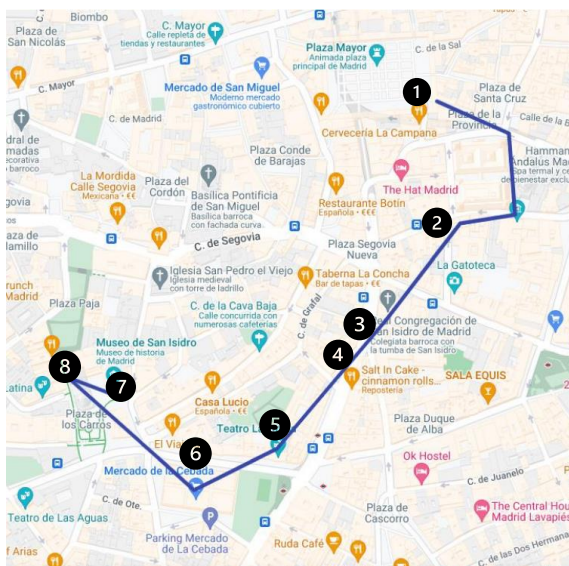 Biombo
Plaza de
San Nicolás
C. Mayor
Calle repleta de
tiendas y restaurantes
Plaza Mayor
Animada plaza
principal de Madrid
C. de la Sal
C. Mayor
Mercado de San Miguel
Moderno mercado
gastronómico cubierto
1
Plaza de
Santa Cruz
Plaza de la
Provincia
Cervecería La Campana
C. de Madrid
Plaza Conde
de Barajas
Hammam
Andalus
Spa termal y
bienestar
La Mordida
Calle Segovia
Mexicana • €€
Plaza del
Cordón
Basílica Pontificia
de San Miguel
Basílica barroca
con fachada curva.
The Hat Madrid
Restaurante Botín
Española • €€€
2
C. de Segovia
Plaza Segovia
Nueva
La Gatoteca
Iglesia San Pedro el Viejo
Iglesia medieval
con torre de ladrillo
Taberna La Concha
Bar de tapas • €€
Plaza Paja
C. de la Cava Baja
Calle concurrida con
numerosas cafeterías
C. de Grafal
3
Congregación de
San Isidro de Madrid
Colegiata barroca con
la tumba de San Isidro
Museo de San Isidro
Museo de historia
de Madrid
4
8
7
Salt In Cake -
cinnamon rolls...
Repostería
SALA EQUIS
Latina
Casa Lucio
Española • €€
Plaza de
los Carros
5
Teatro
Plaza Duque
de Alba
El
6
Mercado de la Cebada
Ok Hostel
C. de Juanelo
C. de Ote.
Plaza de
Cascorro
Teatro de Las Aguas
Parking Mercado
de La Cebada
The Central
Madrid Lavapiés
Arias
Ruda Café
C. de las Dos Hermanas